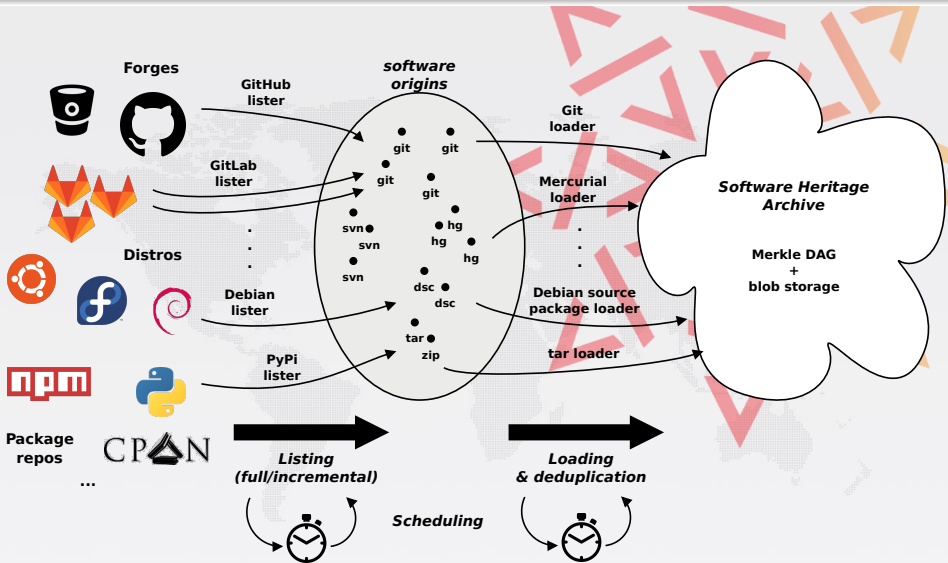 Forges
GitHub
lister
GitLab
lister
.
.
.
Distros
Debian
lister
PyPi
lister
npm
CPAN
Package
repos
...
software
origins
git
git
git
git
svn
svn
svn
hg
hg
hg
dsc
dsc
tar
zip
Git
loader
Mercurial
loader
.
.
.
Debian source
package loader
tar loader
Software Heritage
Archive
Merkle DAG
+
blob storage
Listing
(full/incremental)
Loading
& deduplication
Scheduling